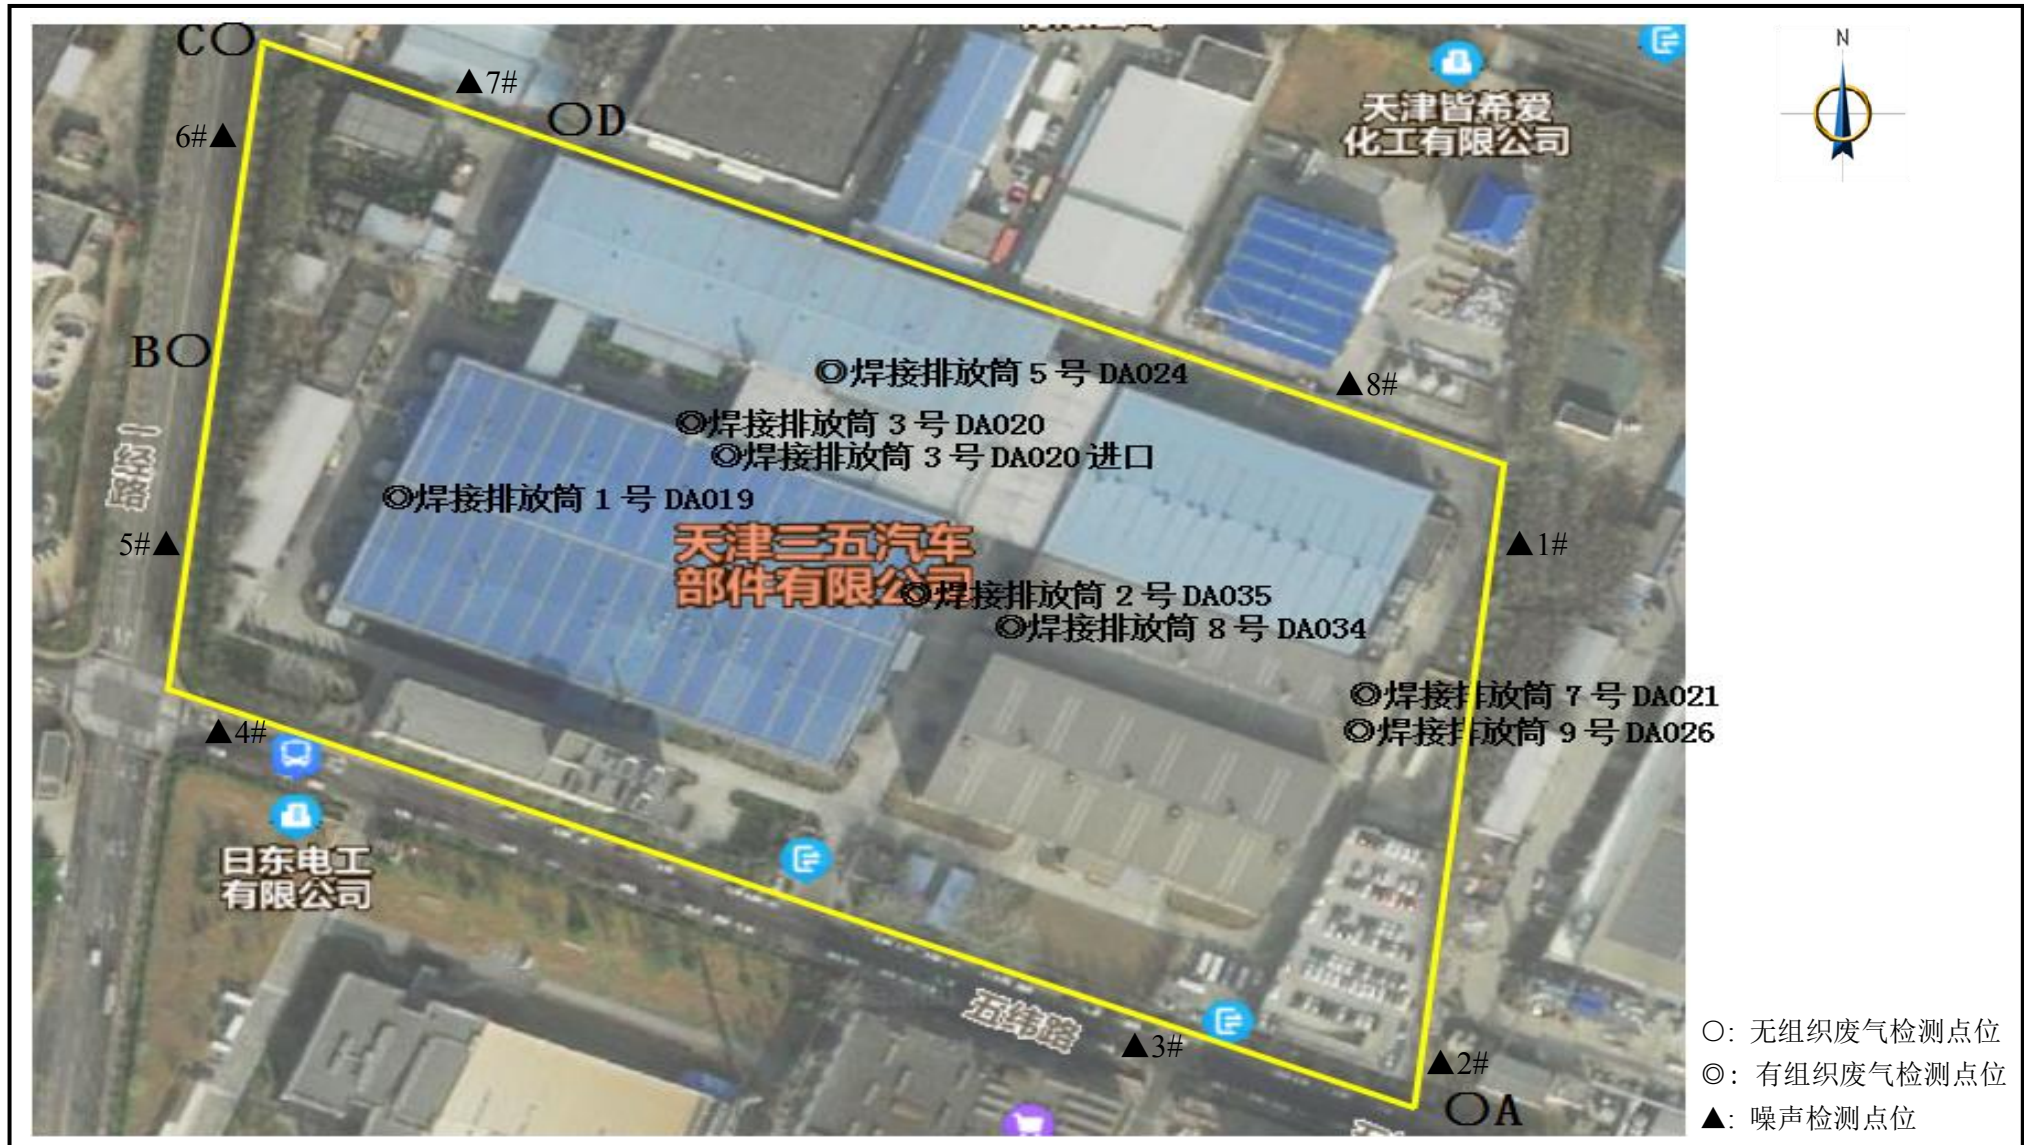 N
C○
▲7#
○D
6#▲
天津皆希爱
化工有限公司
B○
◎焊接排放筒 5 号 DA024
▲8#
◎焊接排放筒 3 号 DA020
◎焊接排放筒 3 号 DA020 进口
二经路
◎焊接排放筒 1 号 DA019
5#▲
天津三五汽车
部件有限公司
▲1#
◎焊接排放筒 2 号 DA035
◎焊接排放筒 8 号 DA034
◎焊接排放筒 7 号 DA021
◎焊接排放筒 9 号 DA026
▲4#
日东电工
有限公司
五纬路
▲3#
▲2#
○A
○：无组织废气检测点位
◎：有组织废气检测点位
▲：噪声检测点位